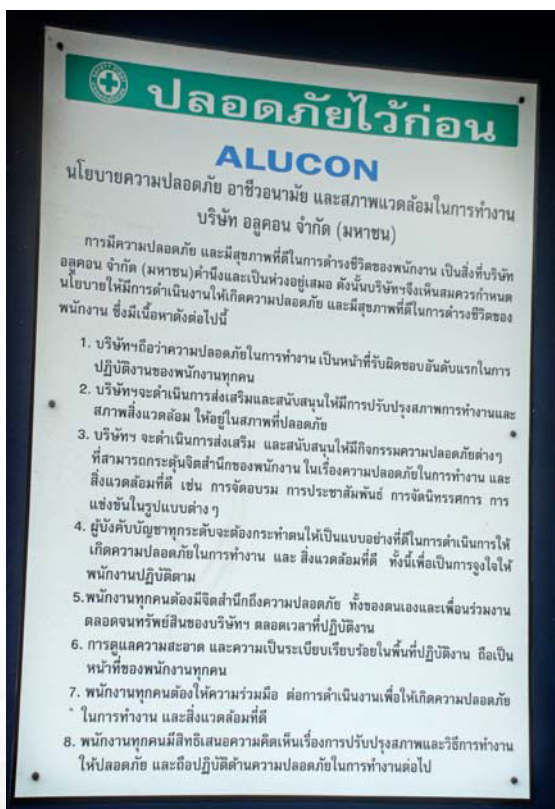 ปลอดภัยไว้ก่อน
ALUCON
นโยบายความปลอดภัย อาชีวอนามัย และสภาพแวดล้อมในการทำงาน
บริษัท อลูคอน จำกัด (มหาชน)
การมีความปลอดภัย และมีสุขภาพที่ดีในการดำรงชีวิตของพนักงาน เป็นสิ่งที่บริษัท
อลูคอน จำกัด (มหาชน)คำนึงและเป็นห่วงอยู่เสมอ ดังนั้นบริษัทฯจึงเห็นสมควรกำหนด
นโยบายให้มีการดำเนินงานให้เกิดความปลอดภัย และมีสุขภาพที่ดีในการดำรงชีวิตของ
พนักงาน ซึ่งมีเนื้อหาดังต่อไปนี้
1. บริษัทฯถือว่าความปลอดภัยในการทำงาน เป็นหน้าที่รับผิดชอบอันดับแรกในการ
ปฏิบัติงานของพนักงานทุกคน
2. บริษัทฯจะดำเนินการส่งเสริมและสนับสนุนให้มีการปรับปรุงสภาพการทำงานและ
สภาพสิ่งแวดล้อม ให้อยู่ในสภาพที่ปลอดภัย
3. บริษัทฯ จะดำเนินการส่งเสริม และสนับสนุนให้มีกิจกรรมความปลอดภัยต่างๆ
ที่สามารถกระตุ้นจิตสำนึกของพนักงาน ในเรื่องความปลอดภัยในการทำงาน และ
สิ่งแวดล้อมที่ดี เช่น การจัดอบรม การประชาสัมพันธ์ การจัดนิทรรศการ การ
แข่งขันในรูปแบบต่าง ๆ
4. ผู้บังคับบัญชาทุกระดับจะต้องกระทำตนให้เป็นแบบอย่างที่ดีในการดำเนินการให้
เกิดความปลอดภัยในการทำงาน และ สิ่งแวดล้อมที่ดี ทั้งนี้เพื่อเป็นการจูงใจให้
พนักงานปฏิบัติตาม
5.พนักงานทุกคนต้องมีจิตสำนึกถึงความปลอดภัย ทั้งของตนเองและเพื่อนร่วมงาน
ตลอดจนทรัพย์สินของบริษัทฯ ตลอดเวลาที่ปฏิบัติงาน
6. การดูแลความสะอาด และความเป็นระเบียบเรียบร้อยในพื้นที่ปฏิบัติงาน ถือเป็น
หน้าที่ของพนักงานทุกคน
7. พนักงานทุกคนต้องให้ความร่วมมือ ต่อการดำเนินงานเพื่อให้เกิดความปลอดภัย
ในการทำงาน และสิ่งแวดล้อมที่ดี
8. พนักงานทุกคนมีสิทธิเสนอความคิดเห็นเรื่องการปรับปรุงสภาพและวิธีการทำงาน
ให้ปลอดภัย และถือปฏิบัติด้านความปลอดภัยในการทำงานต่อไป